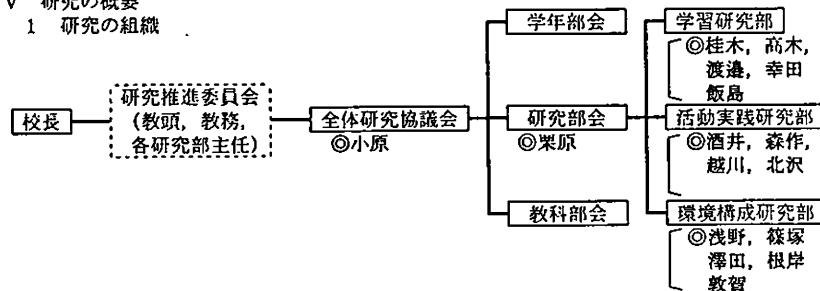 Ⅴ 研究の概要
1 研究の組織
校長
研究推進委員会
(教頭, 教務,
各研究部主任)
全体研究協議会
◎小原
学年部会
研究部会
◎栗原
教科部会
学習研究部
◎桂木, 高木,
渡邉, 幸田
飯島
活動実践研究部
◎酒井, 森作,
越川, 北沢
環境構成研究部
◎浅野, 篠塚
澤田, 根岸
敦賀